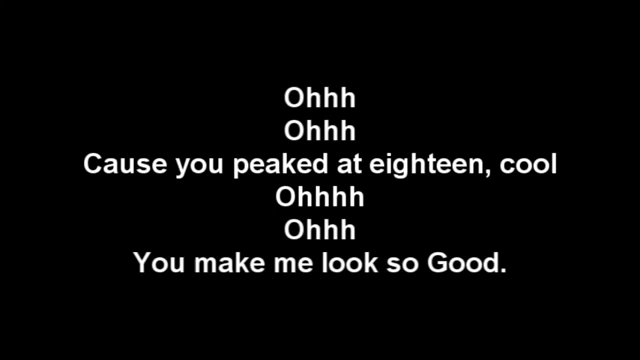 Ohhh
Ohhh
Cause you peaked at eighteen, cool
Ohhhh
Ohhh
You make me look so Good.